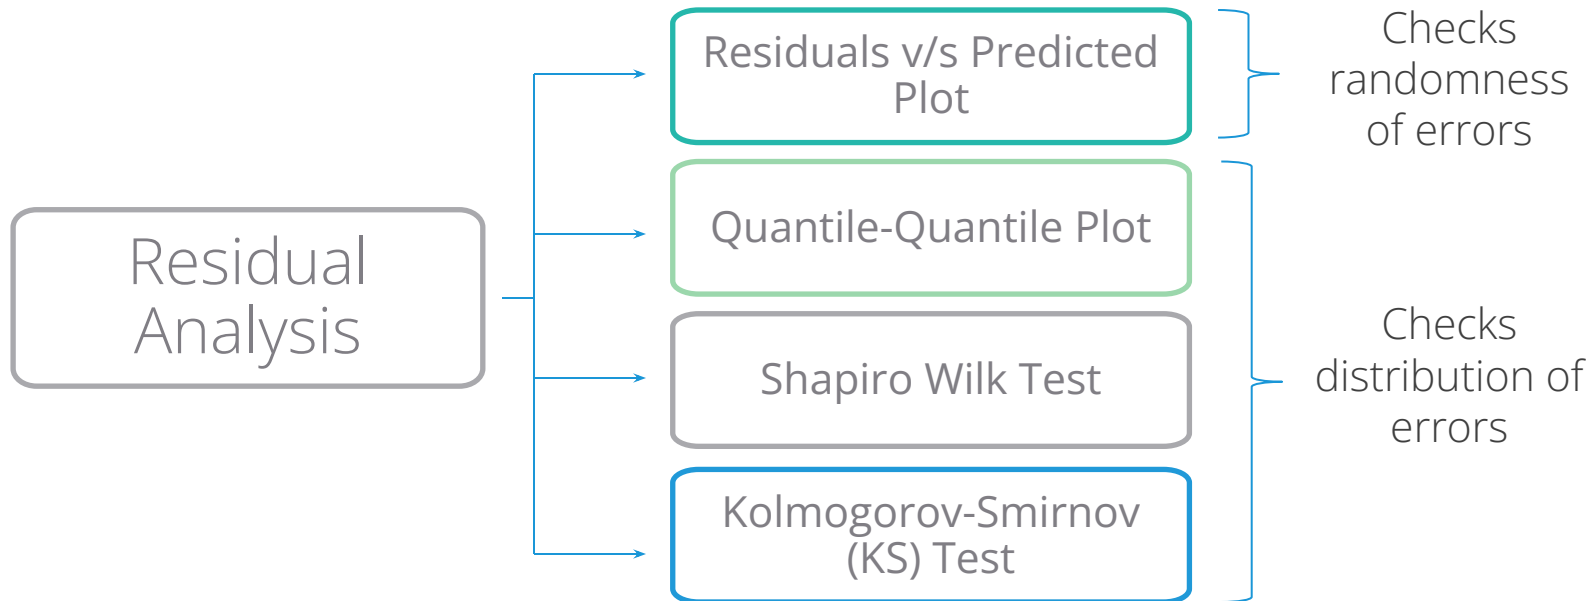 Residual
Analysis
Residuals v/s Predicted
Plot
Quantile-Quantile Plot
Shapiro Wilk Test
Kolmogorov-Smirnov
(KS) Test
Checks
randomness
of errors
Checks
distribution of
errors